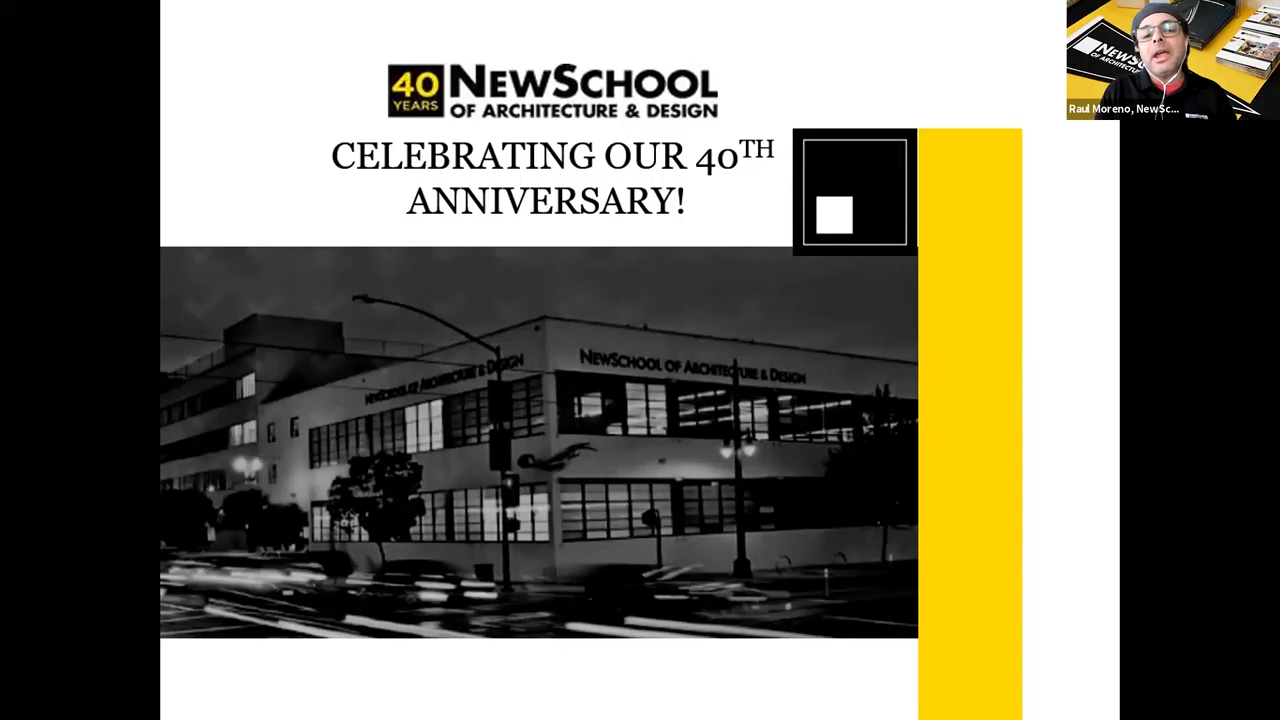 40
YEARS
NEWSCHOOL
OF ARCHITECTURE & DESIGN
CELEBRATING OUR 40TH
ANNIVERSARY!
NEWSCHOOL OF ARCHITECTURE & DESIGN
NEWSCHOOL OF ARCHITECTURE & DESIGN
Raul Moreno, NewSc...